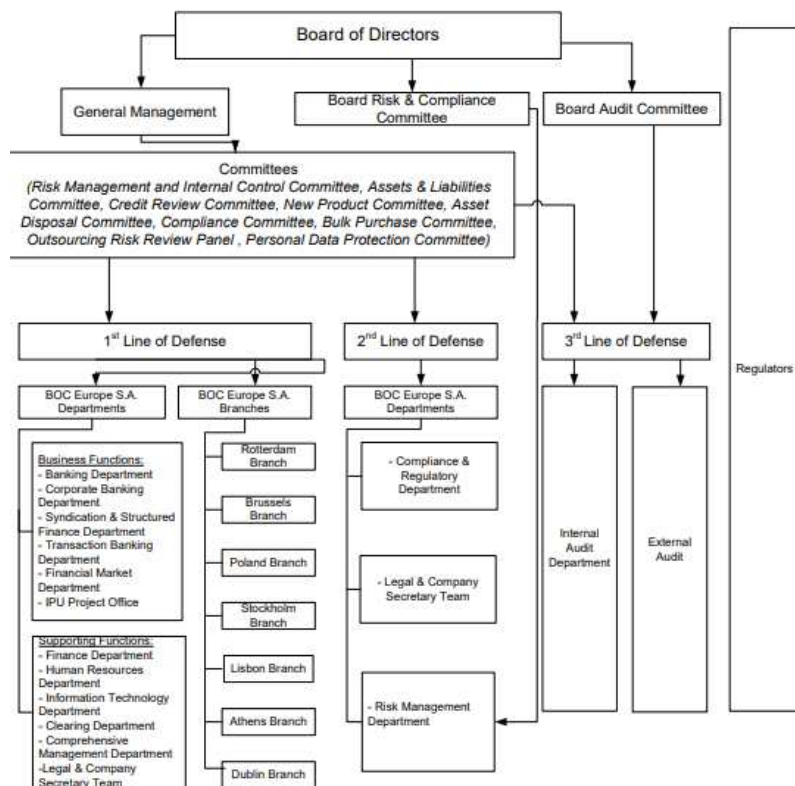 Board of Directors
General Management
Board Risk & Compliance
Committee
Board Audit Committee
Committees
(Risk Management and Internal Control Committee, Assets & Liabilities
Committee, Credit Review Committee, New Product Committee, Asset
Disposal Committee, Compliance Committee, Bulk Purchase Committee,
Outsourcing Risk Review Panel , Personal Data Protection Committee)
1st Line of Defense
2nd Line of Defense
3rd Line of Defense
Regulators
BOC Europe S.A.
Departments
BOC Europe S.A.
Branches
BOC Europe S.A.
Departments
Business Functions:
- Banking Department
- Corporate Banking
Department
- Syndication & Structured
Finance Department
- Transaction Banking
Department
- Financial Market
Department
- IPU Project Office
Supporting Functions:
- Finance Department
- Human Resources
Department
- Information Technology
Department
- Clearing Department
- Comprehensive
Management Department
-Legal & Company
Secretary Team
Rotterdam
Branch
Brussels
Branch
Poland Branch
Stockholm
Branch
Lisbon Branch
Athens Branch
Dublin Branch
- Compliance &
Regulatory
Department
- Legal & Company
Secretary Team
- Risk Management
Department
Internal
Audit
Department
External
Audit